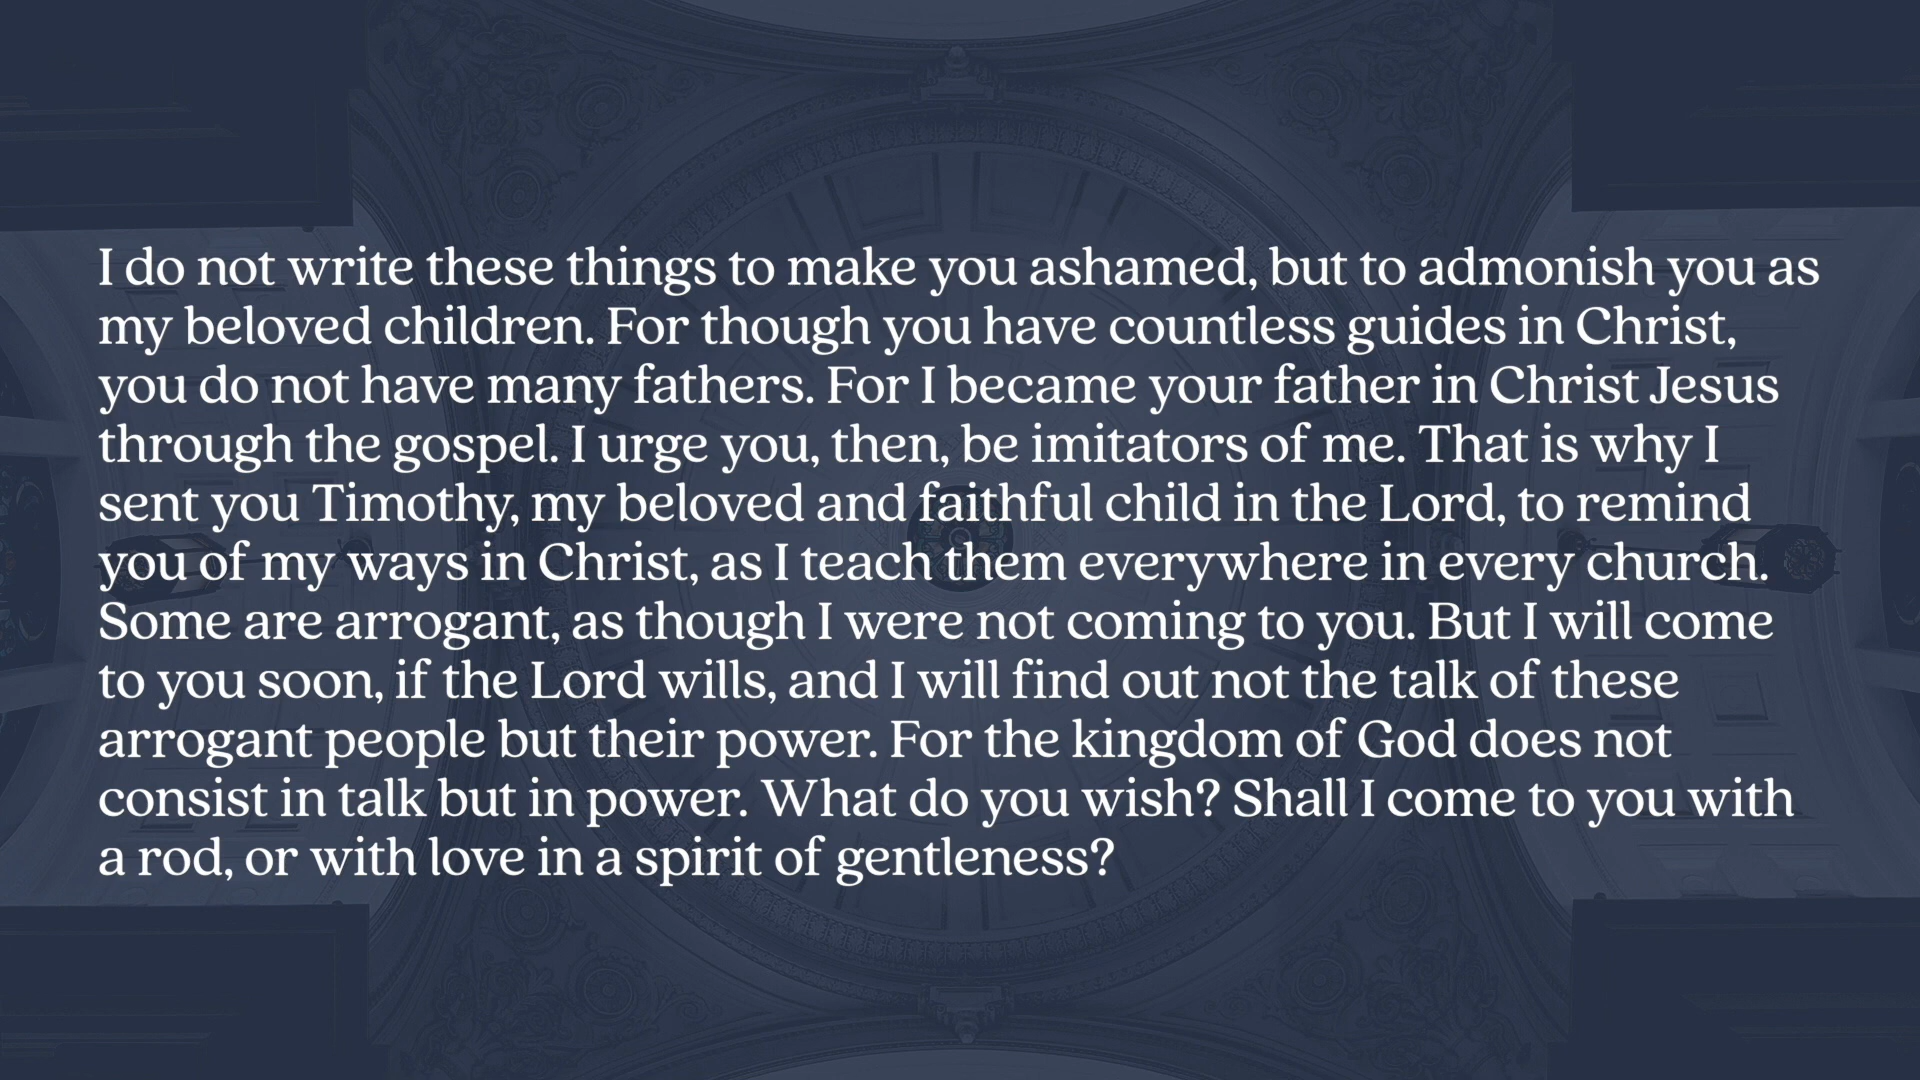 I do not write these things to make you ashamed, but to admonish you as
my beloved children. For though you have countless guides in Christ,
you do not have many fathers. For I became your father in Christ Jesus
through the gospel. I urge you, then, be imitators of me. That is why I
sent you Timothy, my beloved and faithful child in the Lord, to remind
you of my ways in Christ, as I teach them everywhere in every church.
Some are arrogant, as though I were not coming to you. But I will come
to you soon, if the Lord wills, and I will find out not the talk of these
arrogant people but their power. For the kingdom of God does not
consist in talk but in power. What do you wish? Shall I come to you with
a rod, or with love in a spirit of gentleness?